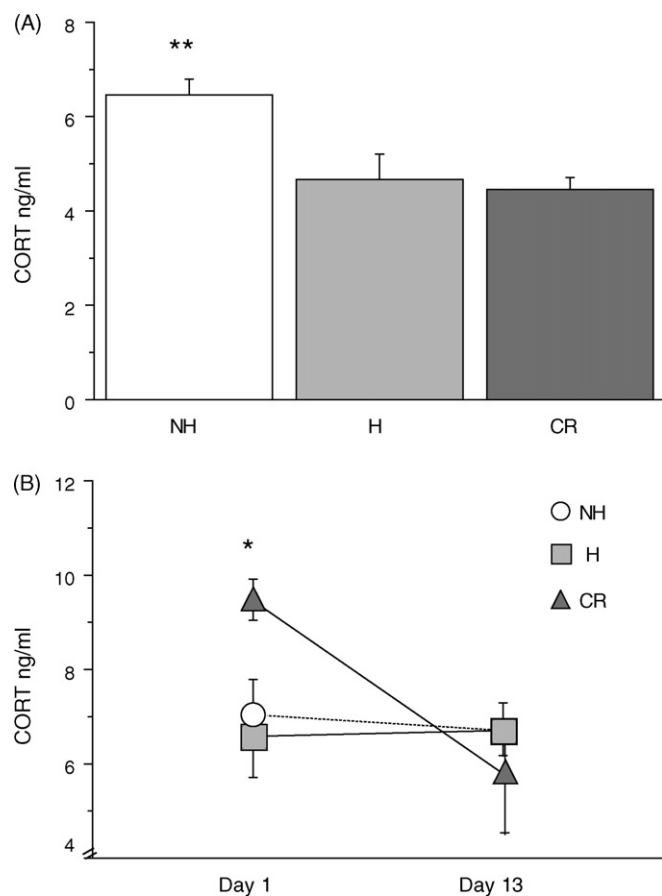 (A)
8
**
6
4
2
0
CORT ng/ml
NH H CR
(B)
12
10
8
6
4
CORT ng/ml
*
NH
H
CR
Day 1 Day 13